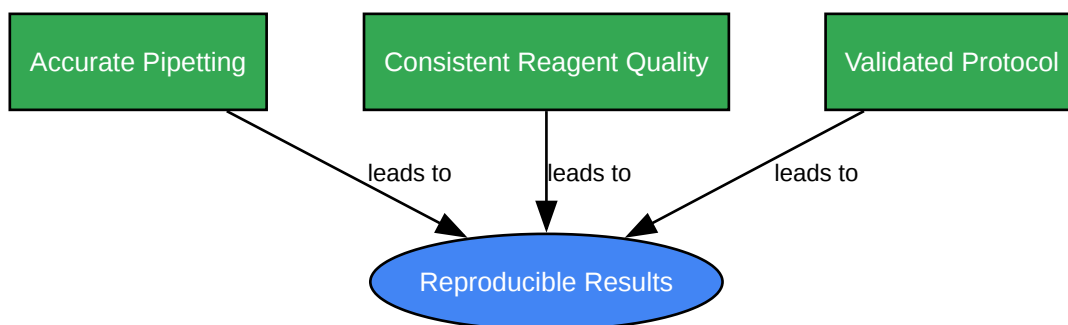 Accurate Pipetting
Consistent Reagent Quality
Validated Protocol
leads to
leads to
leads to
Reproducible Results